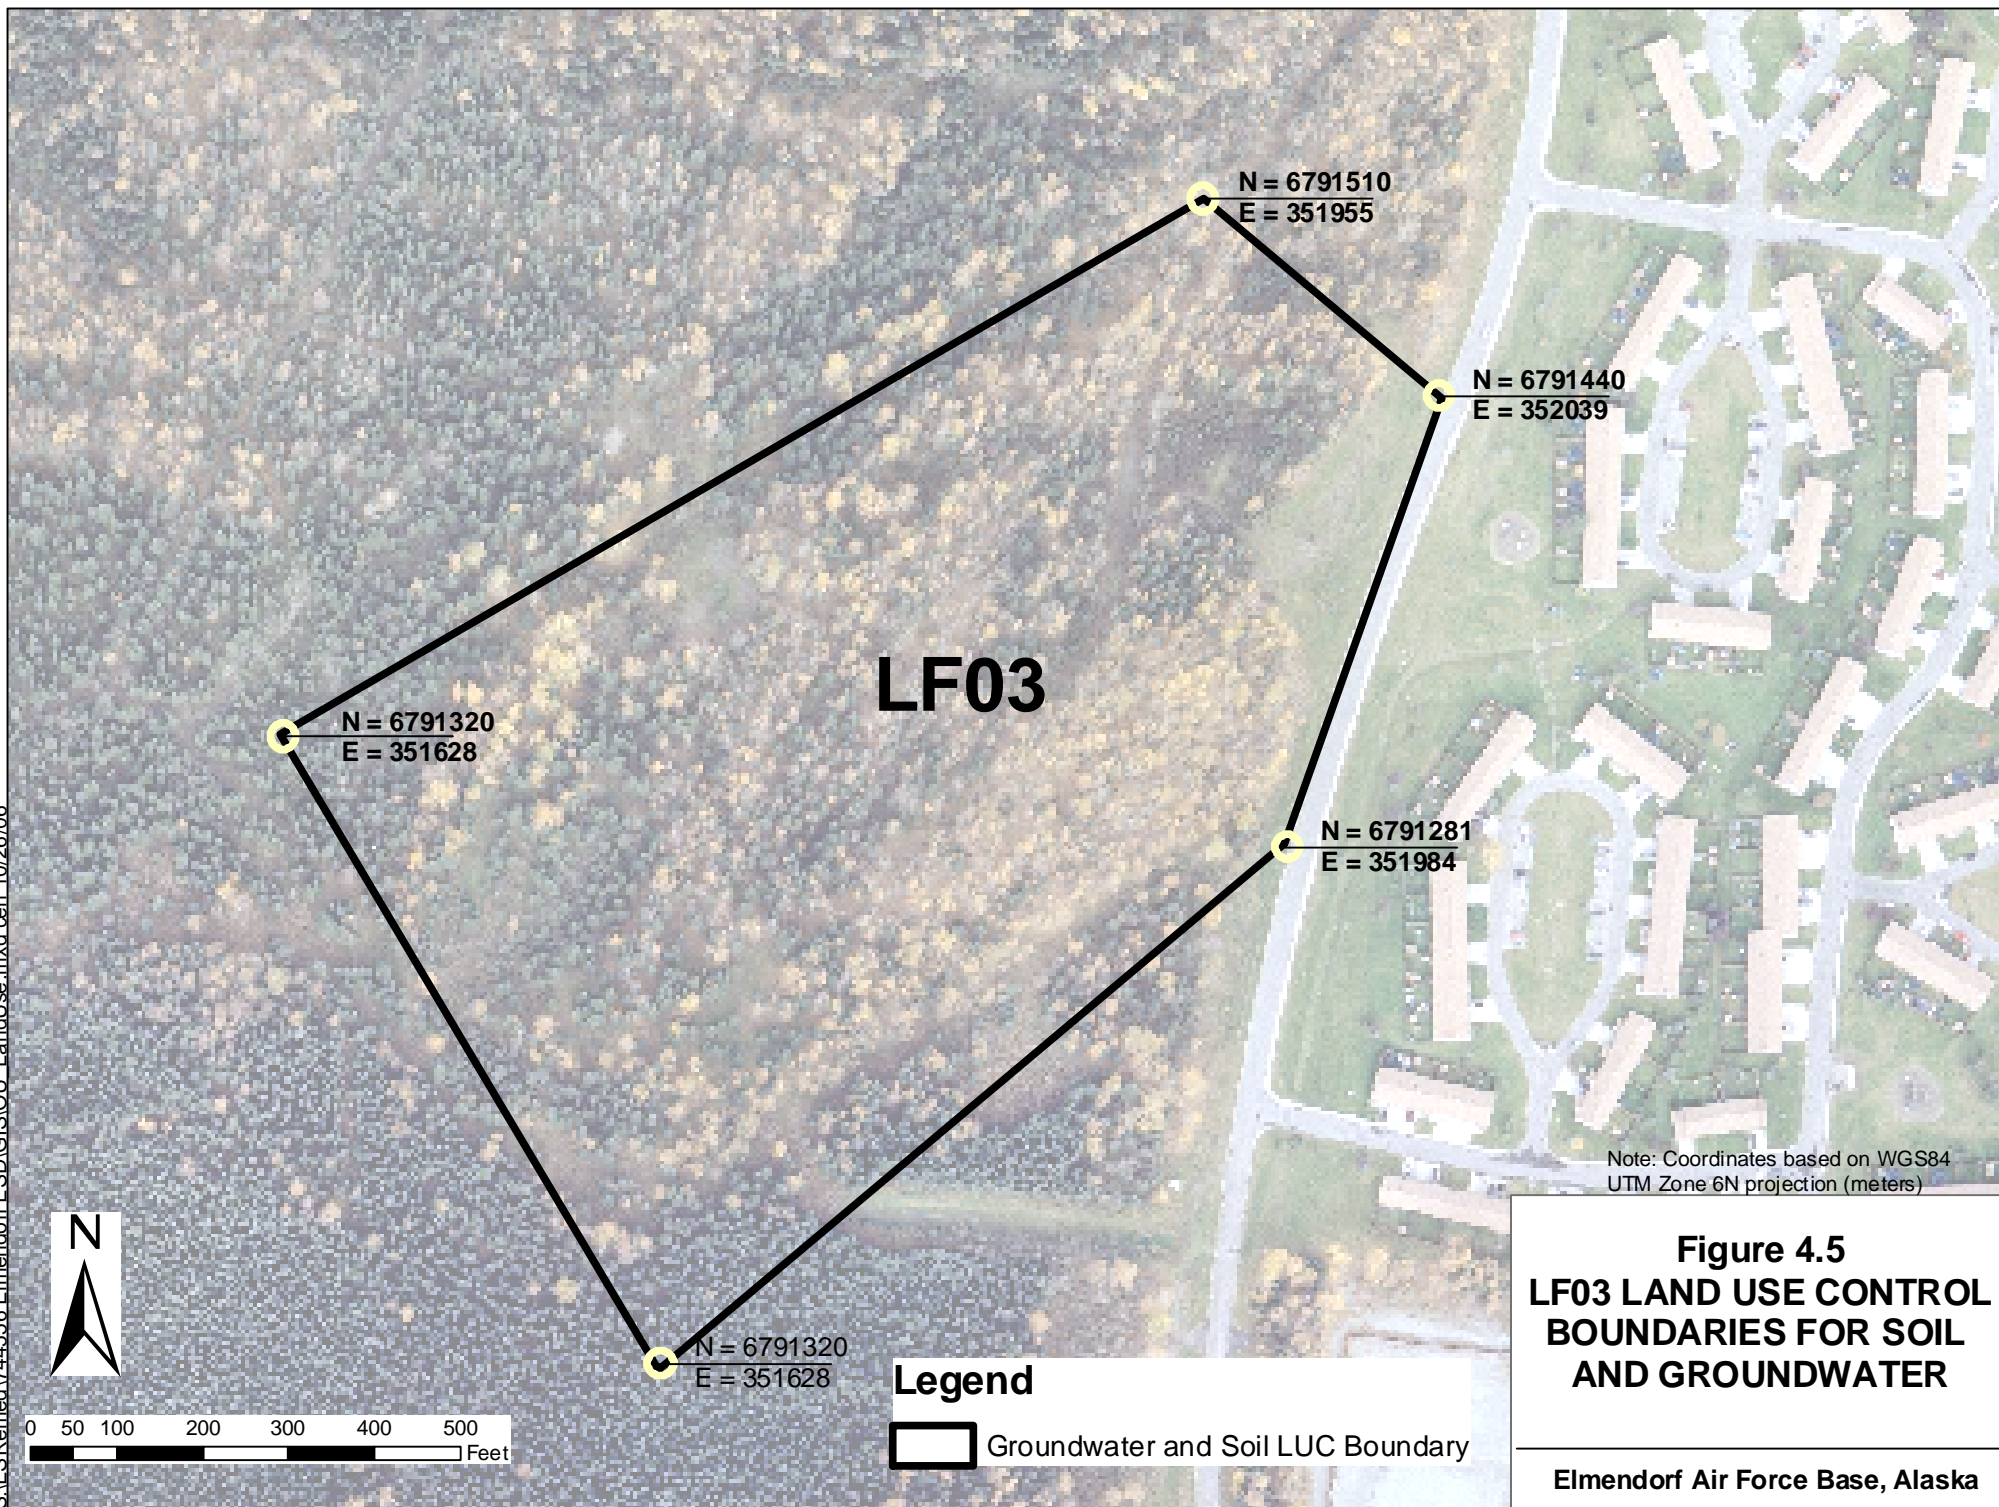 N = 6791510
E = 351955
N = 6791440
E = 352039
LF03
N = 6791320
E = 351628
N = 6791281
E = 351984
Note: Coordinates based on WGS84
UTM Zone 6N projection (meters)
N
Figure 4.5
LF03 LAND USE CONTROL
BOUNDARIES FOR SOIL
AND GROUNDWATER
N = 6791320
E = 351628
Legend
Groundwater and Soil LUC Boundary
0 50 100 200 300 400 500
Feet
Elmendorf Air Force Base, Alaska